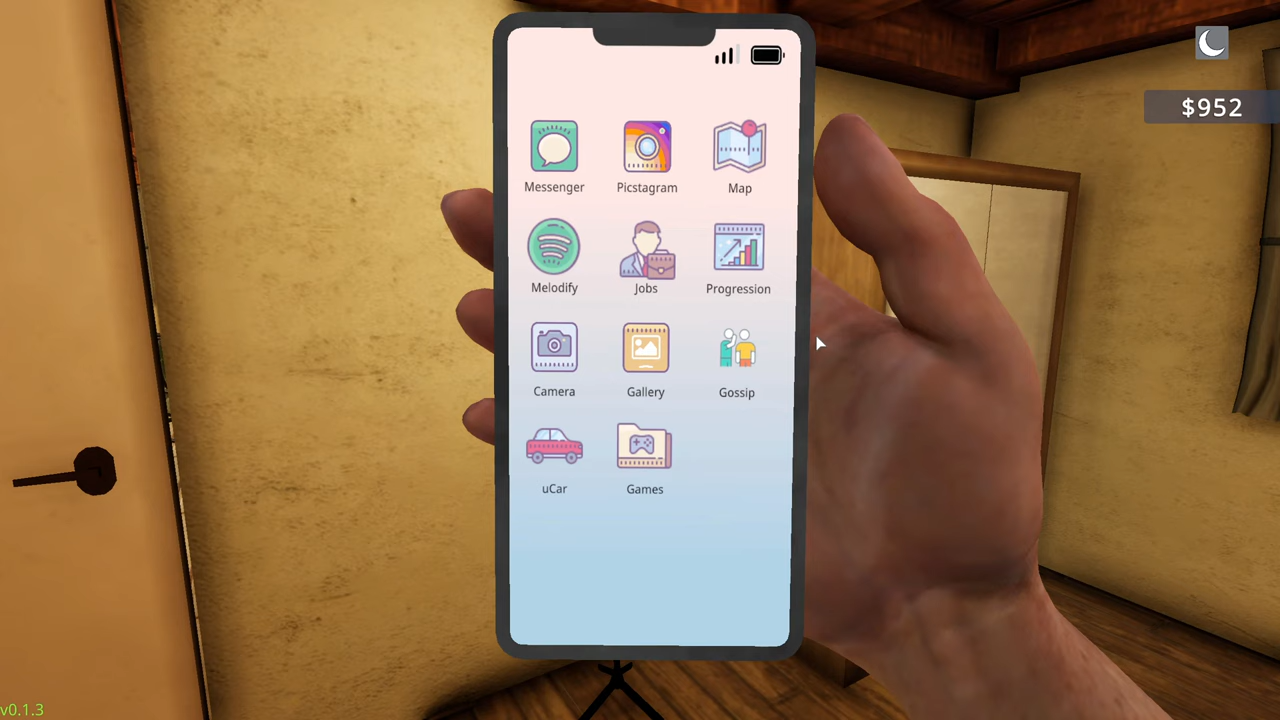 $952
Messenger Picstagram Map
Melodify Jobs Progression
Camera Gallery Gossip
uCar Games
v0.1.3